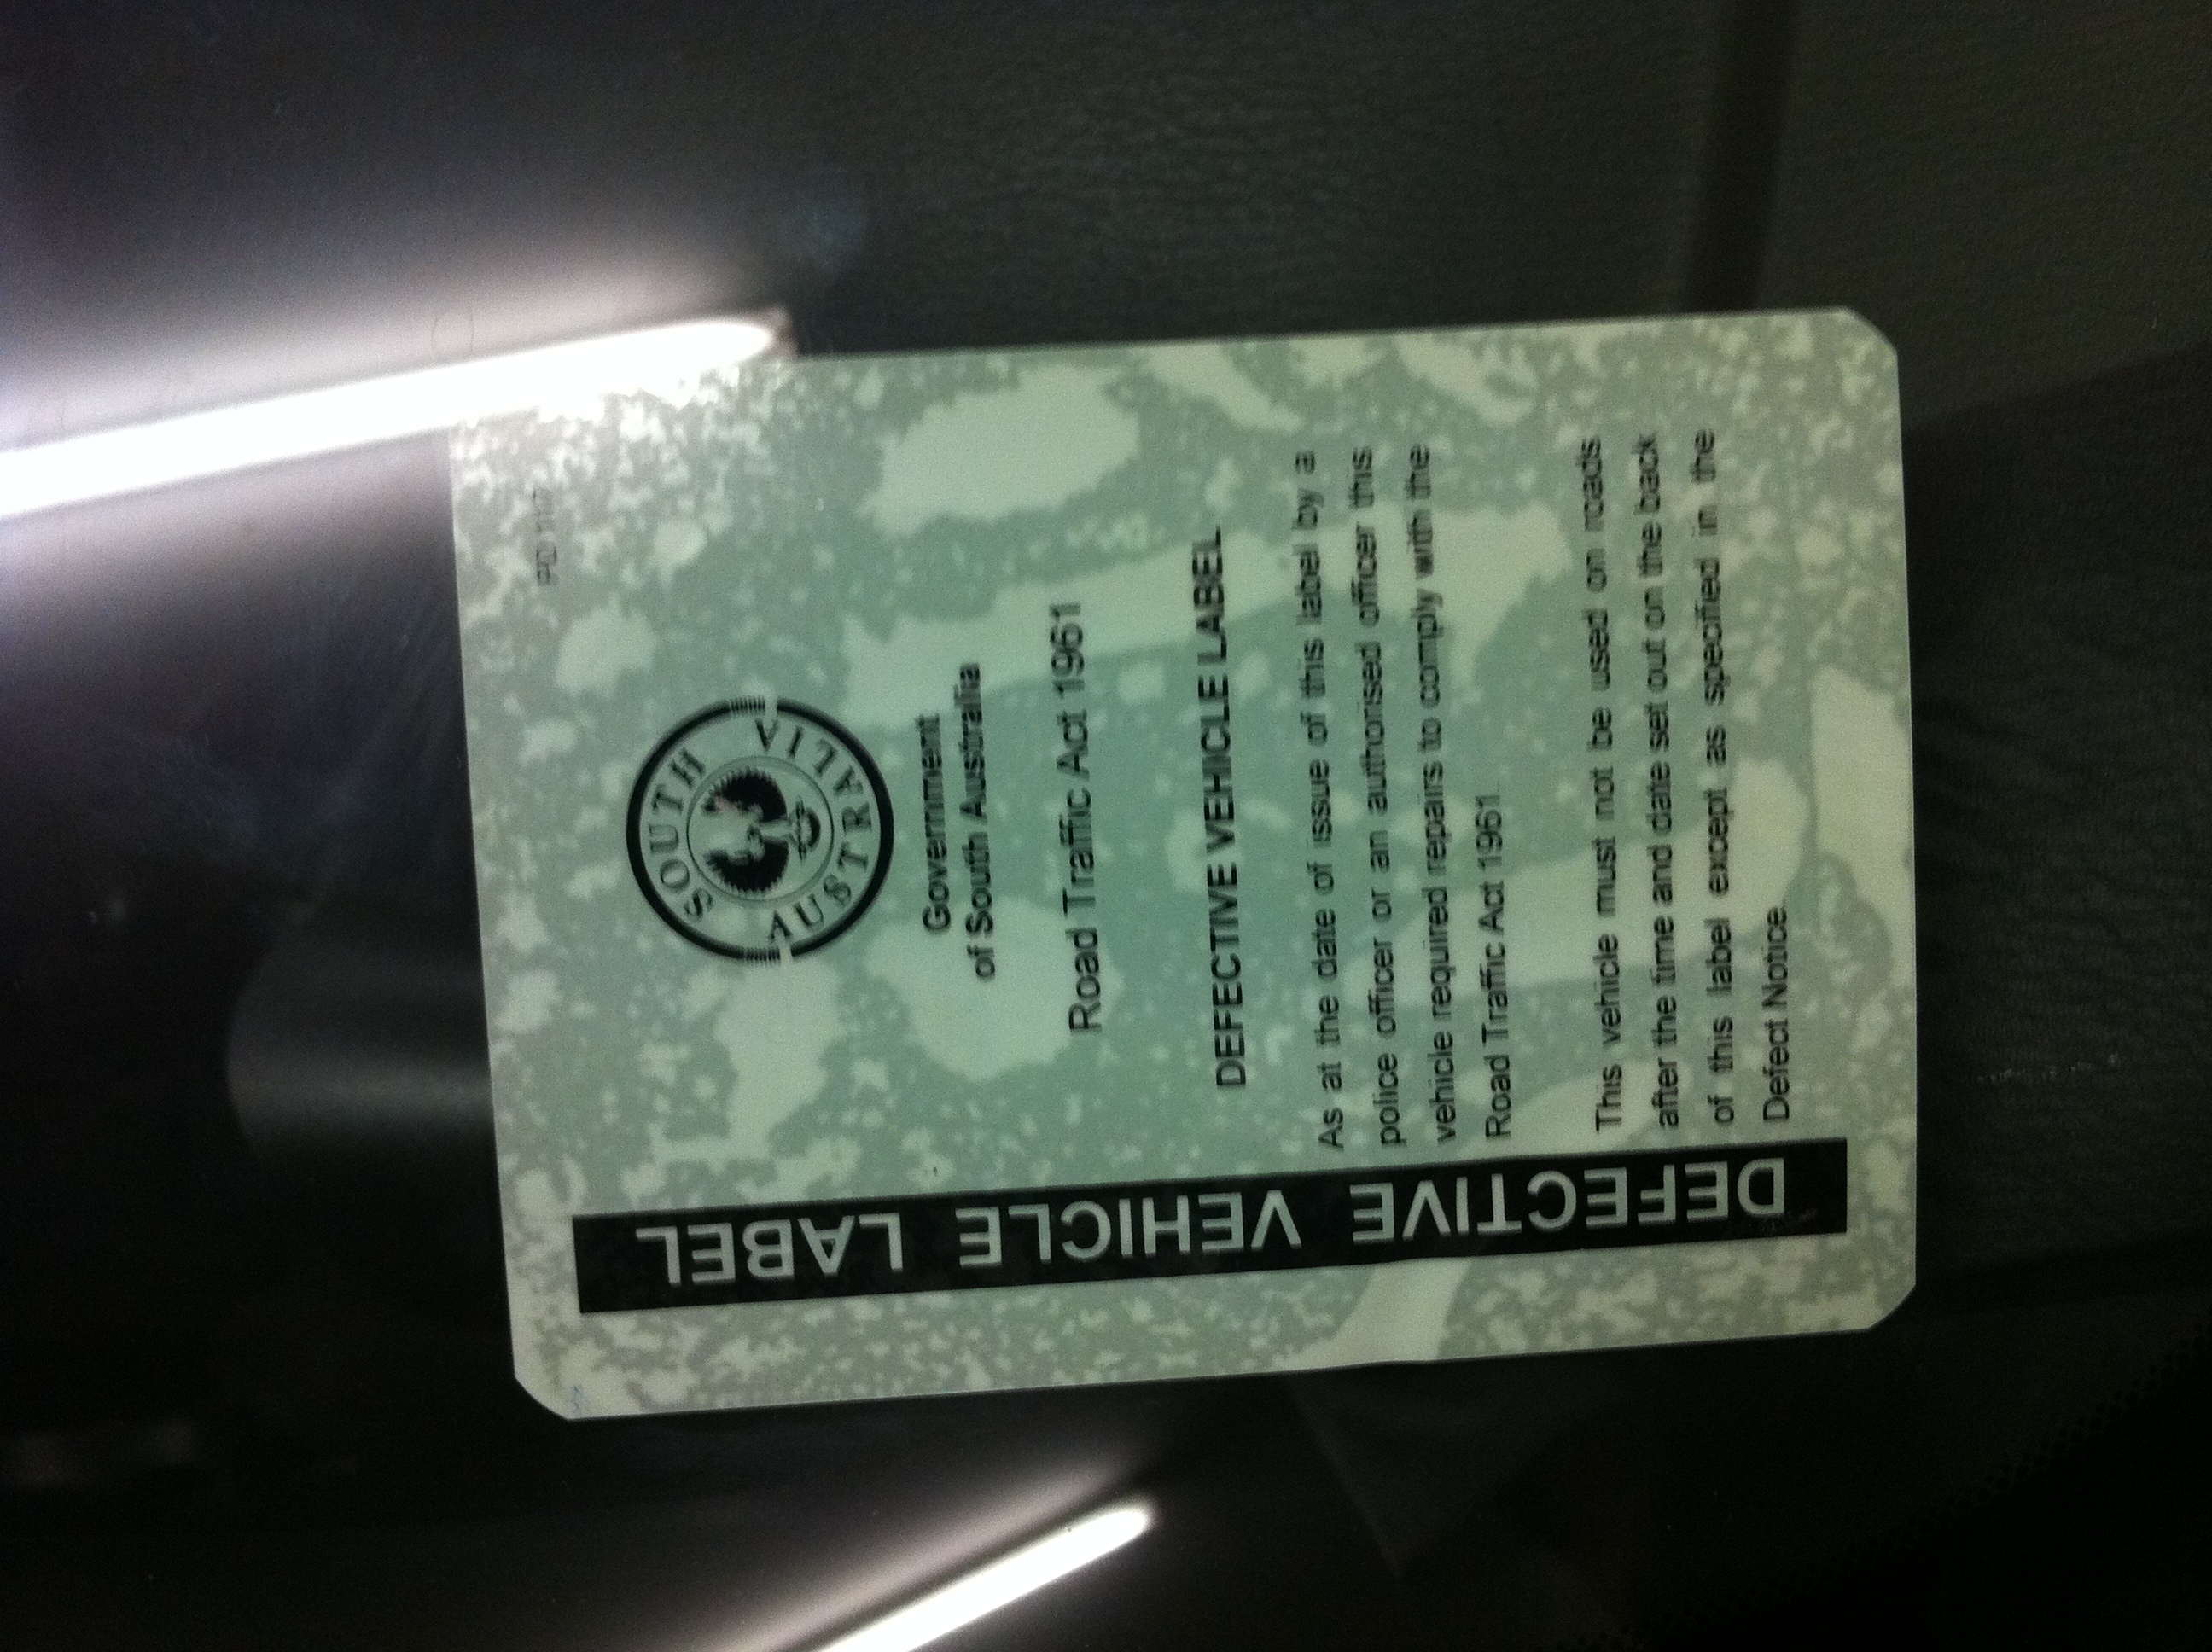 PD 117
SOUTH
AUSTRALIA
Government
of South Australia
Road Traffic Act 1961
DEFECTIVE VEHICLE LABEL
As at the date of issue of this label by a
police officer or an authorised officer this
vehicle required repairs to comply with the
Road Traffic Act 1961.
This vehicle must not be used on roads
after the time and date set out on the back
of this label except as specified in the
Defect Notice.
DEFECTIVE VEHICLE LABEL